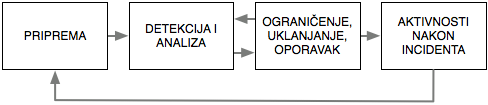 PRIPREMA
DETEKCIJA I
ANALIZA
OGRANIČENJE,
UKLANJANJE,
OPORAVAK
AKTIVNOSTI
NAKON
INCIDENTA